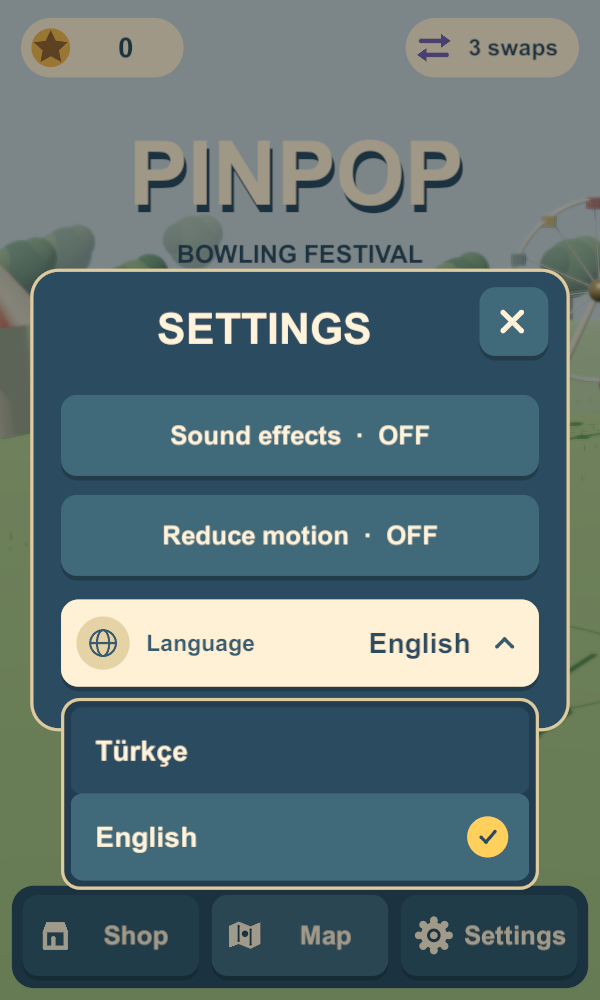 0
3 swaps
PINPOP
BOWLING FESTIVAL
SETTINGS
Sound effects · OFF
Reduce motion · OFF
Language English
Türkçe
English
Shop Map Settings